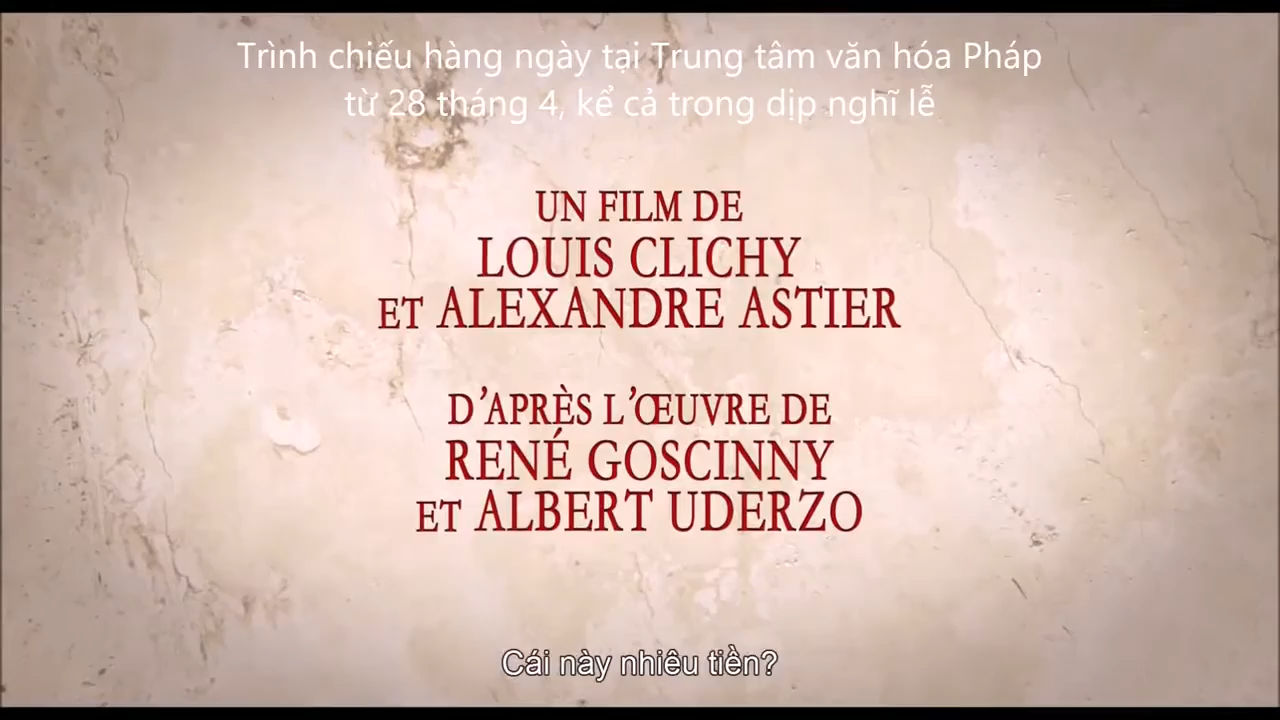 Trình chiếu hàng ngày tại Trung tâm văn hóa Pháp
từ 28 tháng 4, kể cả trong dịp nghĩ lễ
UN FILM DE
LOUIS CLICHY
ET ALEXANDRE ASTIER
D'APRÈS L'ŒUVRE DE
RENÉ GOSCINNY
ET ALBERT UDERZO
Cái này nhiêu tiền?